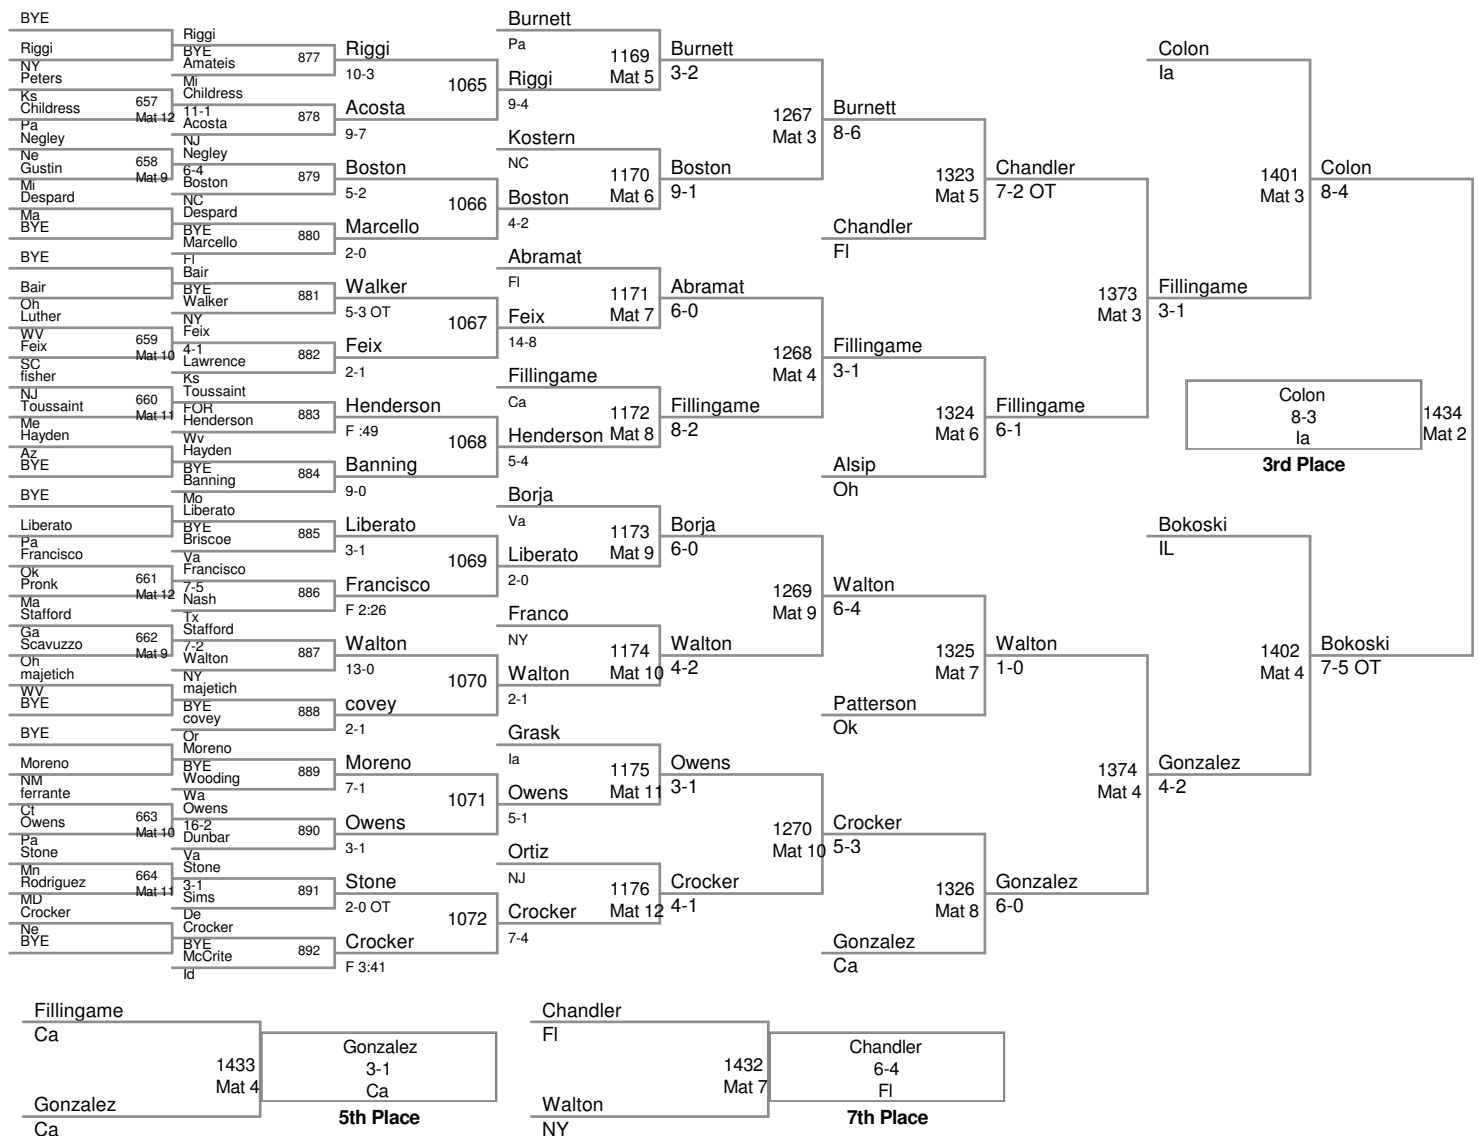 BYE
Riggi
NY
Peters
Ks
Childress
657
Mat 12
Pa
Negley
Ne
Gustin
658
Mat 9
Mi
Despard
Ma
BYE
BYE
Bair
Oh
Luther
WV
Feix
659
Mat 10
SC
fisher
NJ
Toussaint
660
Mat 11
Me
Hayden
Az
BYE
BYE
Liberato
Pa
Francisco
Ok
Pronk
661
Mat 12
Ma
Stafford
Ga
Scavuzzo
662
Mat 9
Oh
majetich
WV
BYE
BYE
Moreno
NM
ferrante
Ct
Owens
663
Mat 10
Pa
Stone
Mn
Rodriguez
664
Mat 11
MD
Crocker
Ne
BYE
Riggi
BYE
Amateis
877
Mi
Childress
11-1
Acosta
878
NJ
Negley
6-4
Boston
879
NC
Despard
BYE
Marcello
880
Fl
Bair
BYE
Walker
881
NY
Feix
4-1
Lawrence
882
Ks
Toussaint
FOR
Henderson
883
Wv
Hayden
BYE
Banning
884
Mo
Liberato
BYE
Briscoe
885
Va
Francisco
7-5
Nash
886
Tx
Stafford
7-2
Walton
887
NY
majetich
BYE
covey
888
Or
Moreno
BYE
Wooding
889
Wa
Owens
16-2
Dunbar
890
Va
Stone
3-1
Sims
891
De
Crocker
BYE
McCrite
892
Id
Riggi
10-3
1065
Acosta
9-7
Boston
5-2
1066
Marcello
2-0
Walker
5-3 OT
1067
Feix
2-1
Henderson
F :49
1068
Banning
9-0
Liberato
3-1
1069
Francisco
F 2:26
Walton
13-0
1070
covey
2-1
Moreno
7-1
1071
Owens
3-1
Stone
2-0 OT
1072
Crocker
F 3:41
Burnett
Pa
1169
Mat 5
Riggi
9-4
Kostern
NC
1170
Mat 6
Boston
4-2
Abramat
Fl
1171
Mat 7
Feix
14-8
Fillingame
Ca
1172
Mat 8
Henderson
5-4
Borja
Va
1173
Mat 9
Liberato
2-0
Franco
NY
1174
Mat 10
Walton
2-1
Grask
Ia
1175
Mat 11
Owens
5-1
Ortiz
NJ
1176
Mat 12
Crocker
7-4
Burnett
3-2
1267
Mat 3
Boston
9-1
Abramat
6-0
1268
Mat 4
Fillingame
8-2
Borja
6-0
1269
Mat 9
Walton
4-2
Owens
3-1
1270
Mat 10
Crocker
4-1
Burnett
8-6
1323
Mat 5
Chandler
Fl
Fillingame
3-1
1324
Mat 6
Alsip
Oh
Walton
6-4
1325
Mat 7
Patterson
Ok
Crocker
5-3
1326
Mat 8
Gonzalez
Ca
Chandler
7-2 OT
1373
Mat 3
Fillingame
6-1
Walton
1-0
1374
Mat 4
Gonzalez
6-0
Colon
Ia
1401
Mat 3
Fillingame
3-1
Bokoski
IL
1402
Mat 4
Gonzalez
4-2
Colon
8-4
Bokoski
7-5 OT
Colon
8-3
Ia
1434
Mat 2
3rd Place
Fillingame
Ca
1433
Mat 4
Gonzalez
Ca
Gonzalez
3-1
Ca
5th Place
Chandler
Fl
1432
Mat 7
Walton
NY
Chandler
6-4
Fl
7th Place